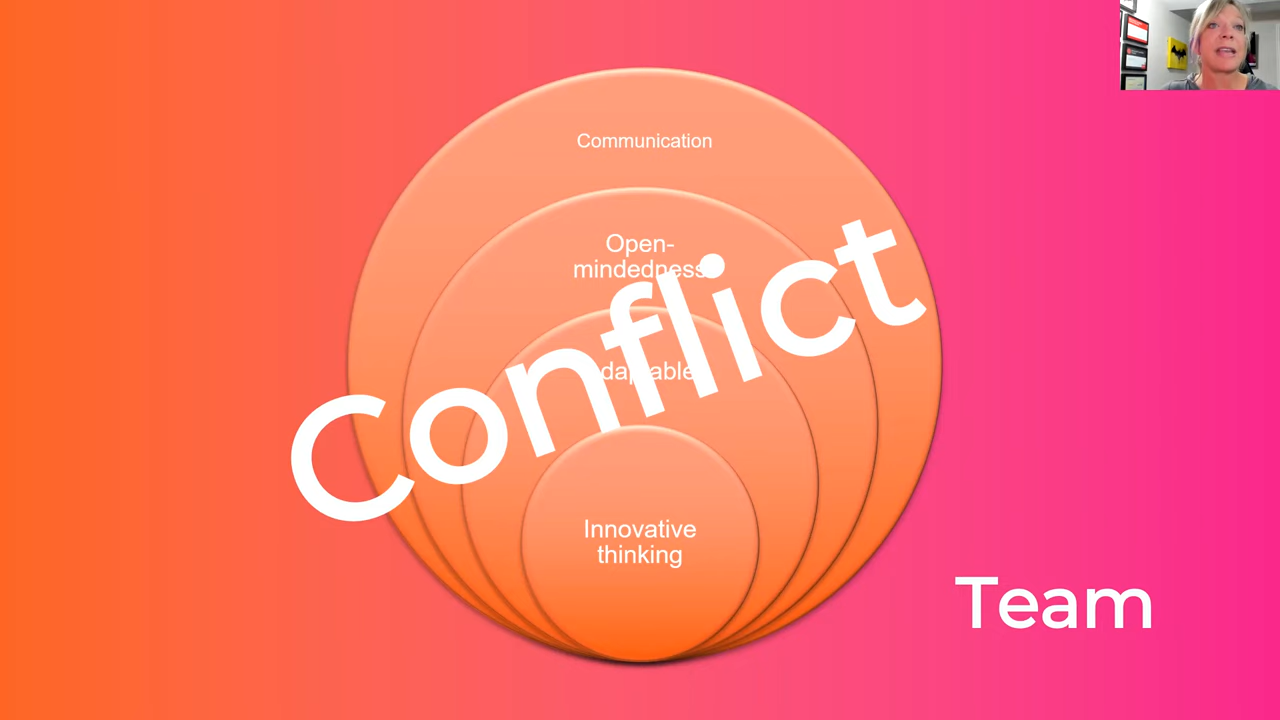 Communication
Open-
mindedness
Conflict
Innovative
thinking
Team